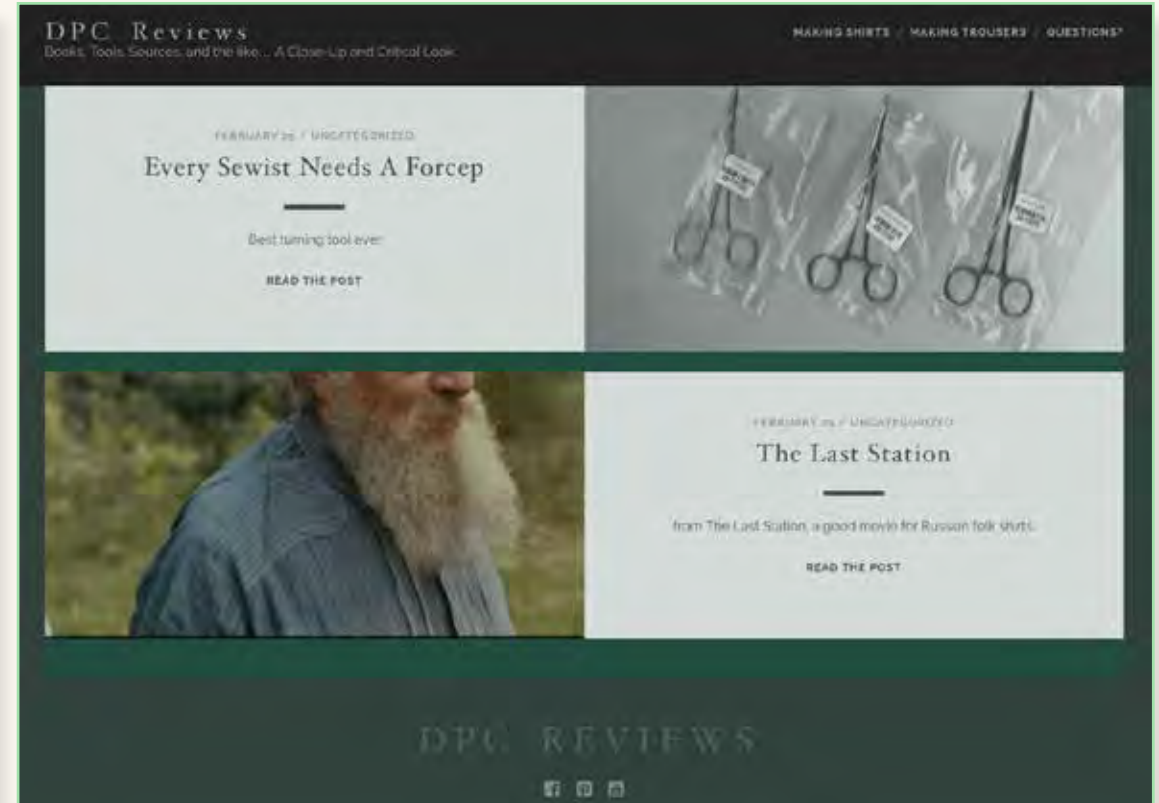 DPC Reviews
Books, Tools, Sources, and the like... A Close-Up and Critical Look
MAKING SHIRTS / MAKING TROUSERS / QUESTIONS?
FEBRUARY / UNCATEGORIZED
Every Sewist Needs A Forcep
Best turning tool ever
READ THE POST
FEBRUARY / UNCATEGORIZED
The Last Station
from The Last Station, a good movie for Russian folk shirts.
READ THE POST
DPC REVIEWS